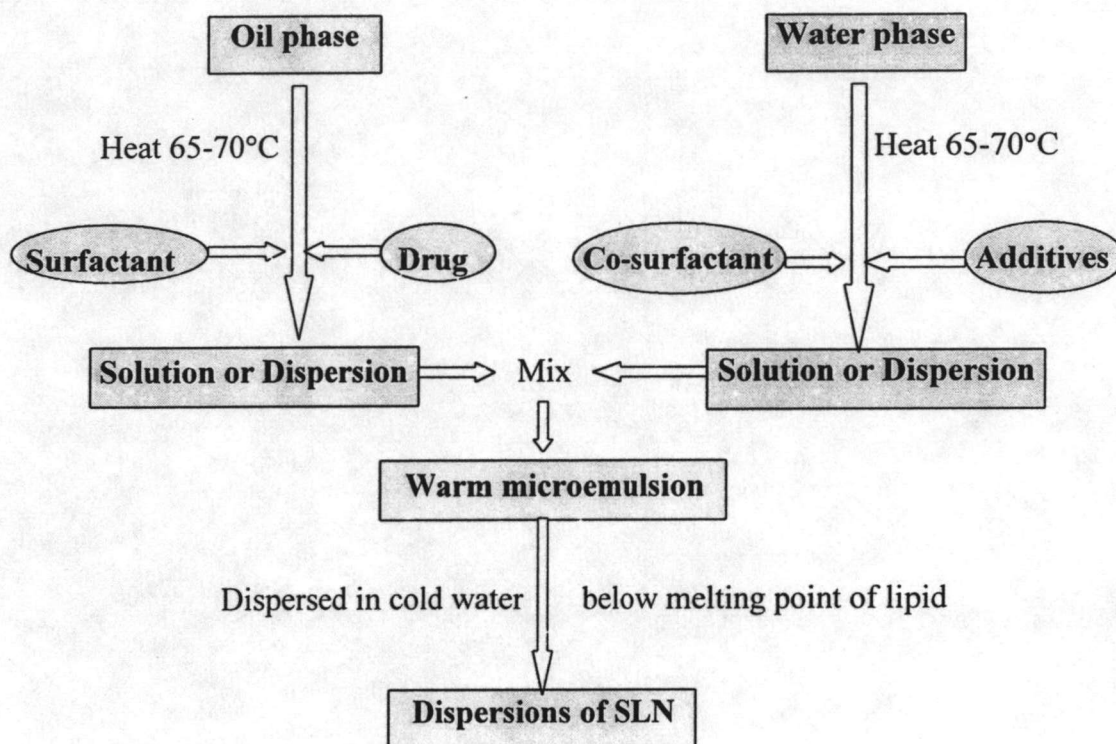 Oil phase
Water phase
Heat 65-70°C
Heat 65-70°C
Surfactant
Drug
Co-surfactant
Additives
Solution or Dispersion
Mix
Solution or Dispersion
Warm microemulsion
Dispersed in cold water
below melting point of lipid
Dispersions of SLN